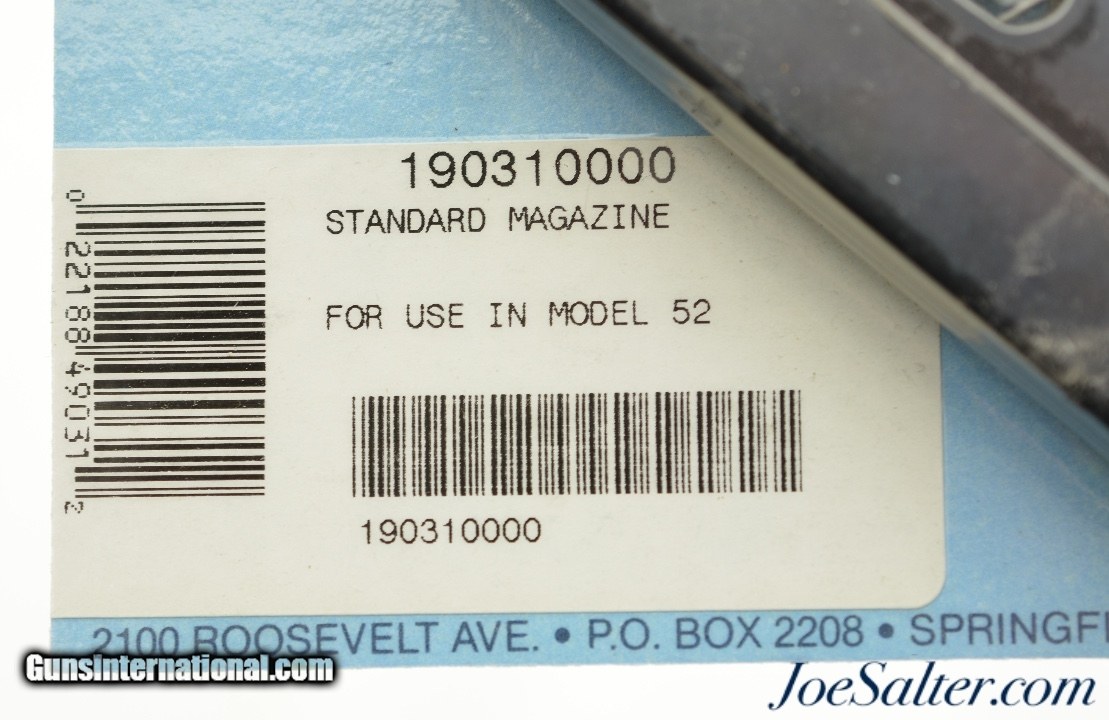 190310000
STANDARD MAGAZINE
FOR USE IN MODEL 52
0 22188 49031 2
190310000
2100 ROOSEVELT AVE. • P.O. BOX 2208 • SPRINGF
GunsInternational.com
JoeSalter.com